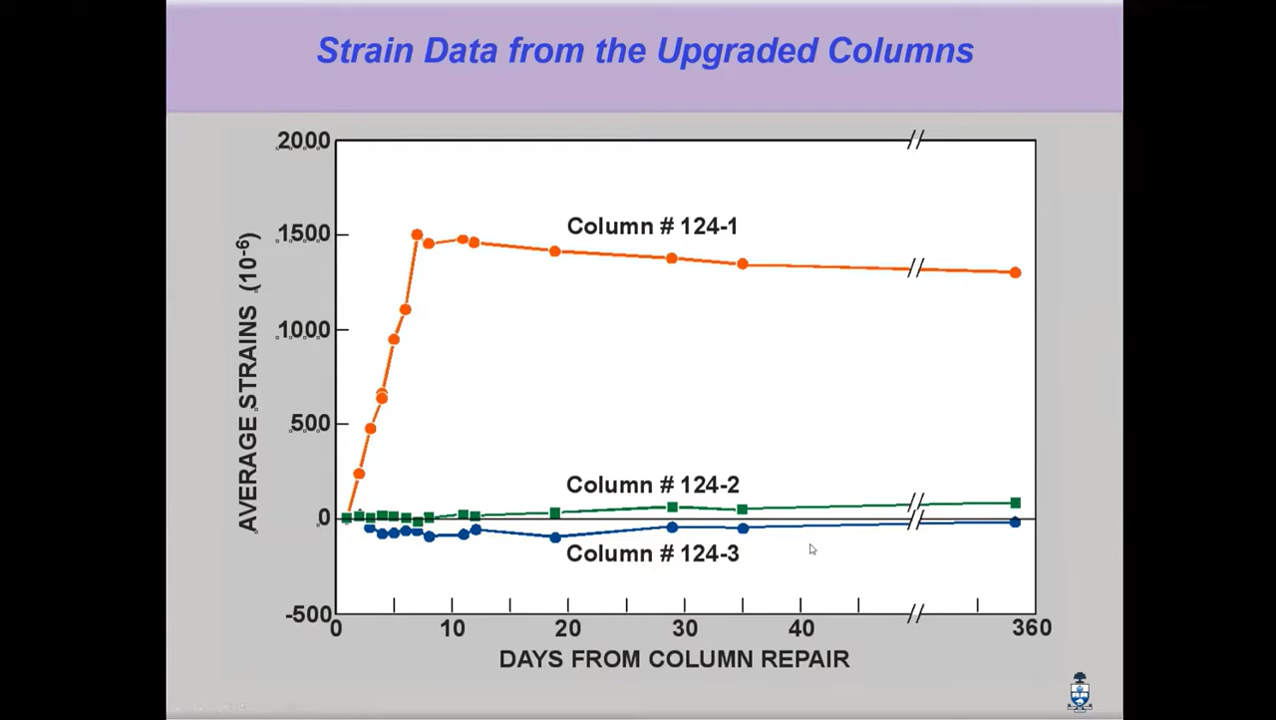 Strain Data from the Upgraded Columns
2000
1500
1000
500
0
-500
AVERAGE STRAINS (10⁻⁶)
Column # 124-1
Column # 124-2
Column # 124-3
0 10 20 30 40 360
DAYS FROM COLUMN REPAIR